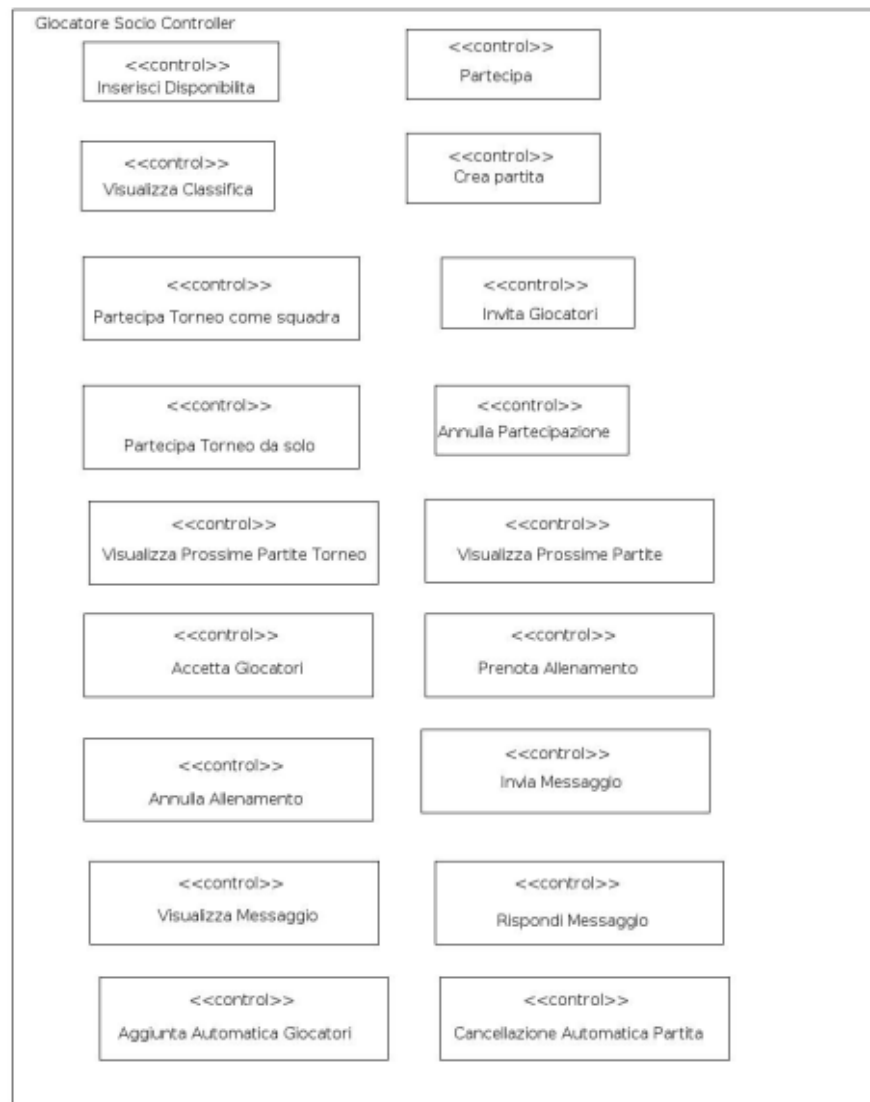 Giocatore Socio Controller
<<control>>
Inserisci Disponibilita
<<control>>
Partecipa
<<control>>
Visualizza Classifica
<<control>>
Crea partita
<<control>>
Partecipa Torneo come squadra
<<control>>
Invita Giocatori
<<control>>
Partecipa Torneo da solo
<<control>>
Annulla Partecipazione
<<control>>
Visualizza Prossime Partite Torneo
<<control>>
Visualizza Prossime Partite
<<control>>
Accetta Giocatori
<<control>>
Prenota Allenamento
<<control>>
Annulla Allenamento
<<control>>
Invia Messaggio
<<control>>
Visualizza Messaggio
<<control>>
Rispondi Messaggio
<<control>>
Aggiunta Automatica Giocatori
<<control>>
Cancellazione Automatica Partita